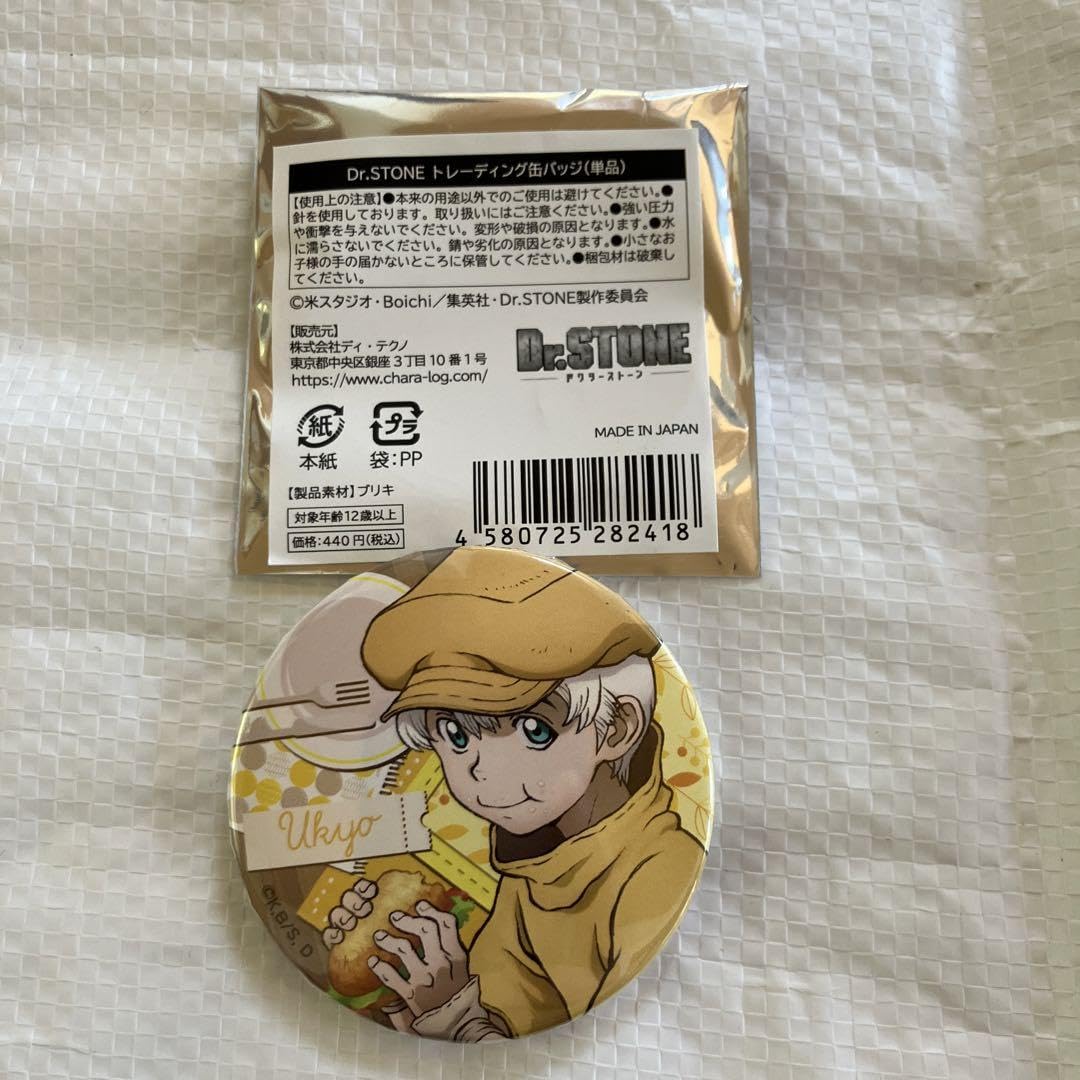 Dr.STONE トレーディング缶バッジ(単品)
【使用上の注意】●本来の用途以外でのご使用は避けてください。●
針を使用しております。取り扱いにはご注意ください。●強い圧力
や衝撃を与えないでください。変形や破損の原因となります。●水
に濡らさないでください。錆や劣化の原因となります。●小さなお
子様の手の届かないところに保管してください。●梱包材は破棄し
てください。
©米スタジオ・Boichi／集英社・Dr.STONE製作委員会
【販売元】
株式会社ディ・テクノ
東京都中央区銀座3丁目10番1号
https://www.chara-log.com/
Dr.STONE
ドクターストーン
紙
プラ
本紙
袋:PP
MADE IN JAPAN
【製品素材】ブリキ
対象年齢12歳以上
価格:440円(税込)
4 580725 282418
Ukyo
©K,B/S, D